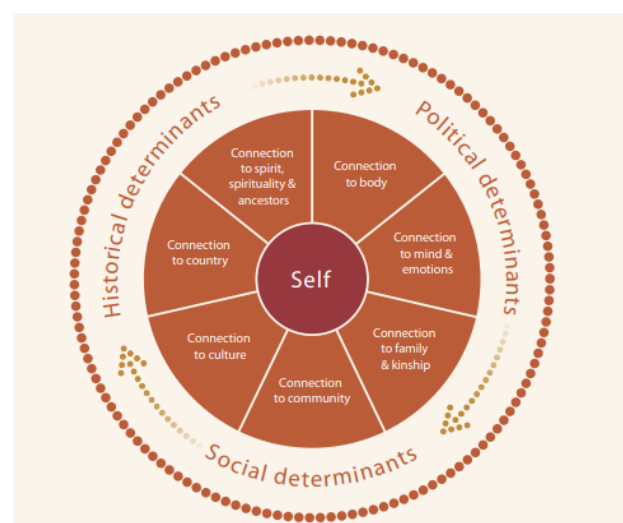 Historical determinants
Political determinants
Connection
to spirit,
spirituality &
ancestors
Connection
to body
Connection
to mind &
emotions
Connection
to family
& kinship
Connection
to community
Connection
to culture
Connection
to country
Self
Social determinants